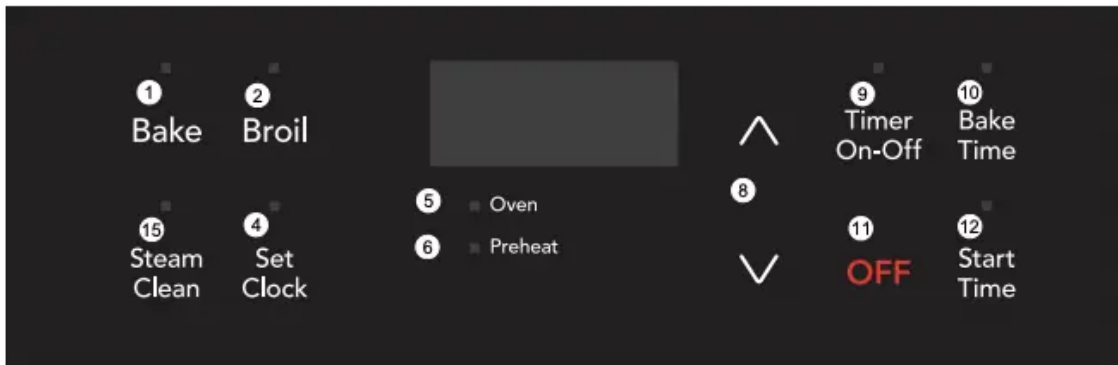 1
Bake
2
Broil
9
Timer
On-Off
10
Bake
Time
5
Oven
8
15
Steam
Clean
4
Set
Clock
6
Preheat
11
OFF
12
Start
Time